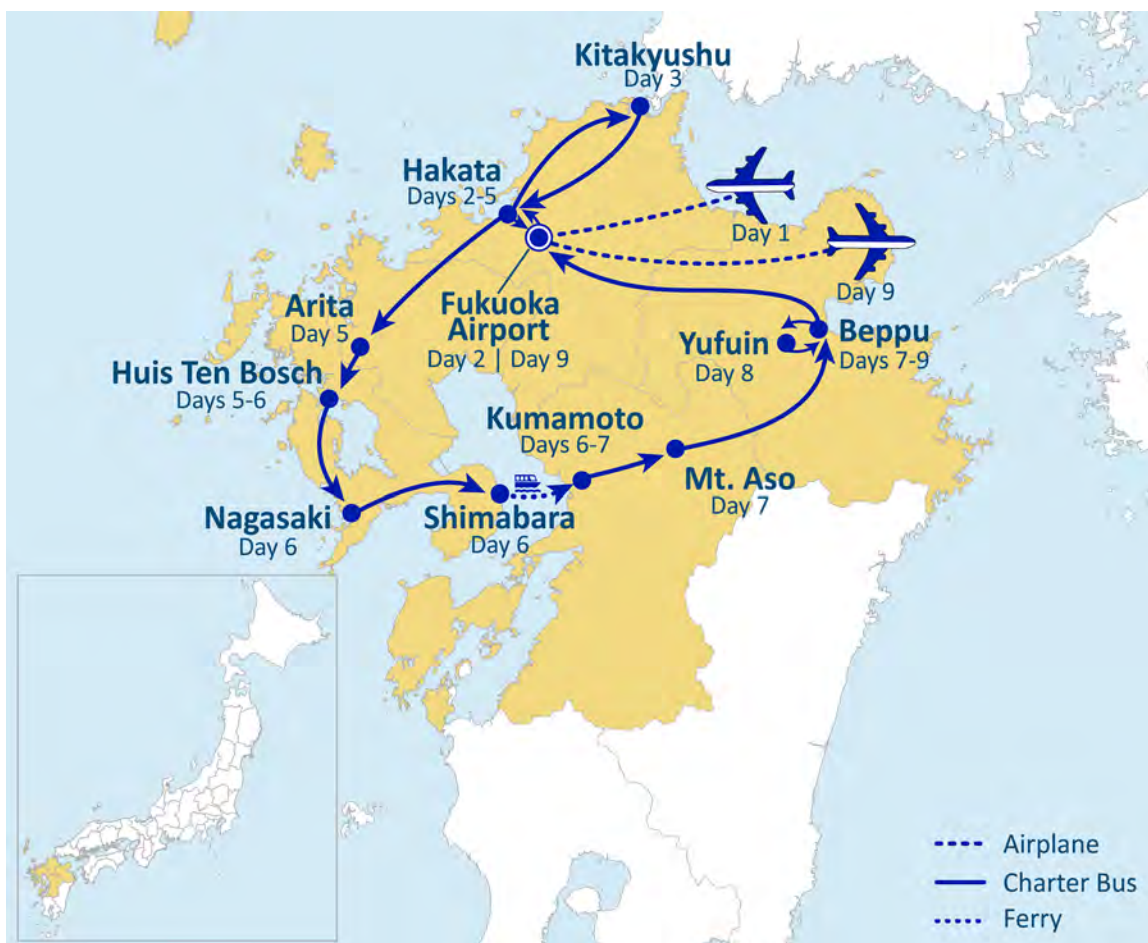 Kitakyushu
Day 3
Hakata
Days 2-5
Day 1
Day 9
Fukuoka
Airport
Day 2 | Day 9
Arita
Day 5
Huis Ten Bosch
Days 5-6
Yufuin
Day 8
Beppu
Days 7-9
Kumamoto
Days 6-7
Mt. Aso
Day 7
Nagasaki
Day 6
Shimabara
Day 6
Airplane
Charter Bus
Ferry